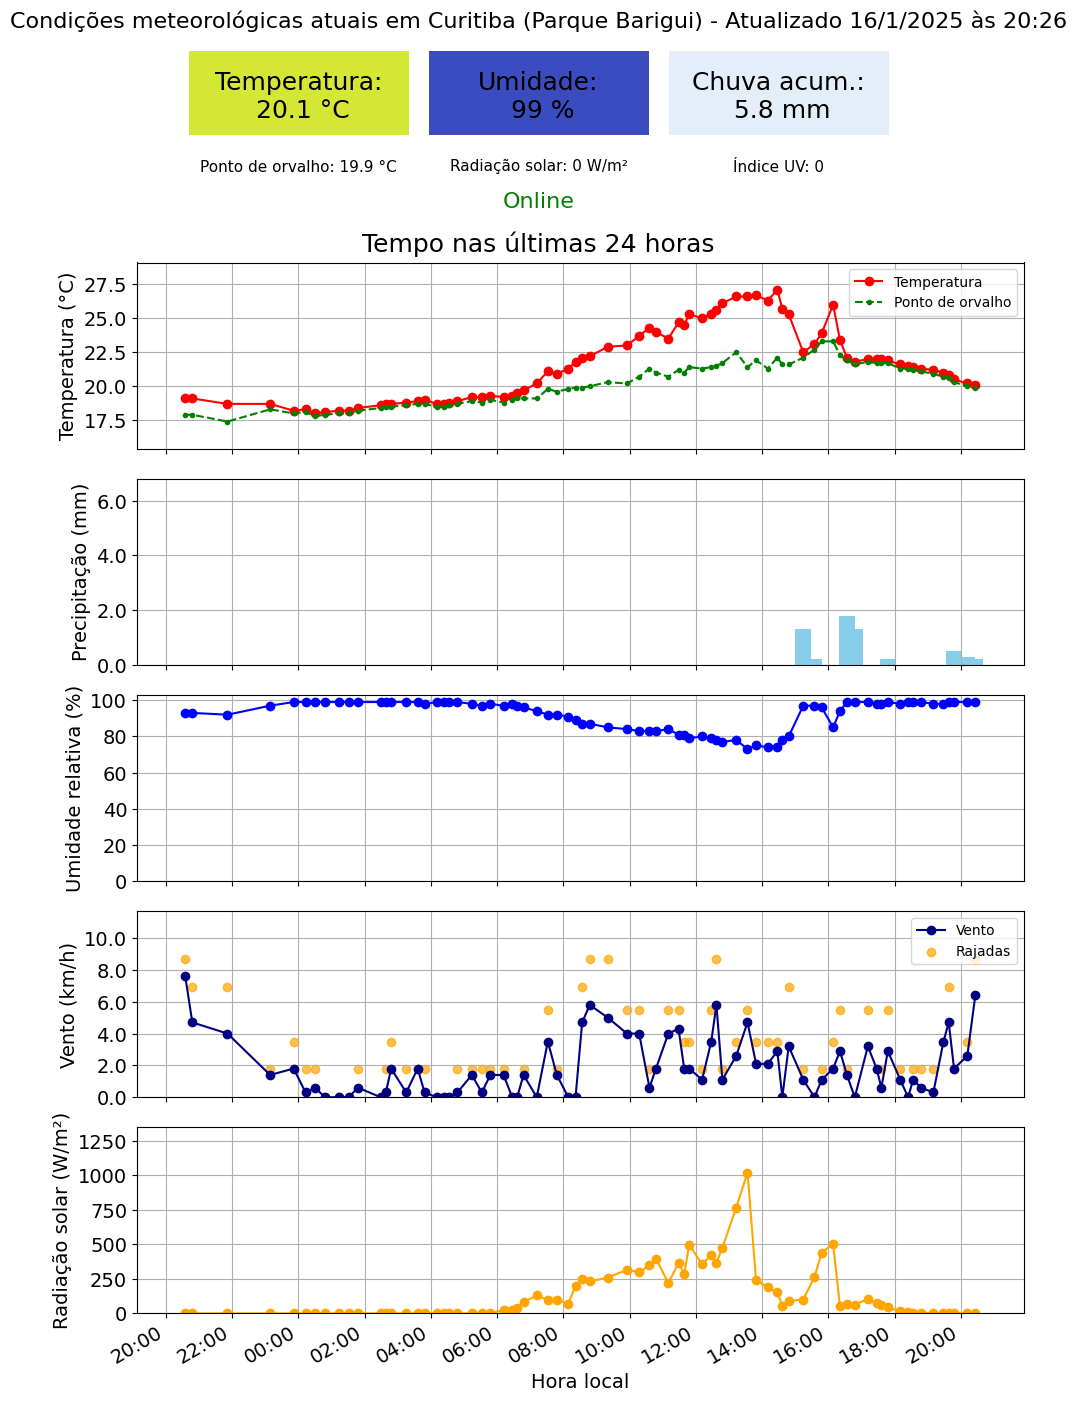 Condições meteorológicas atuais em Curitiba (Parque Barigui) - Atualizado 16/1/2025 às 20:26
Temperatura:
20.1 °C
Umidade:
99 %
Chuva acum.:
5.8 mm
Ponto de orvalho: 19.9 °C
Radiação solar: 0 W/m²
Índice UV: 0
Online
Tempo nas últimas 24 horas
Temperatura (°C)
27.5
25.0
22.5
20.0
17.5
Temperatura
Ponto de orvalho
Precipitação (mm)
6.0
4.0
2.0
0.0
Umidade relativa (%)
100
80
60
40
20
0
Vento (km/h)
10.0
8.0
6.0
4.0
2.0
0.0
Vento
Rajadas
Radiação solar (W/m²)
1250
1000
750
500
250
0
20:00
22:00
00:00
02:00
04:00
06:00
08:00
10:00
12:00
14:00
16:00
18:00
20:00
Hora local